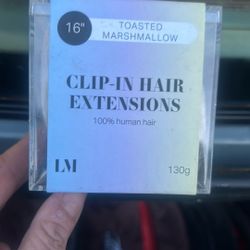 16"
TOASTED
MARSHMALLOW
CLIP-IN HAIR
EXTENSIONS
100% human hair
LM
130g